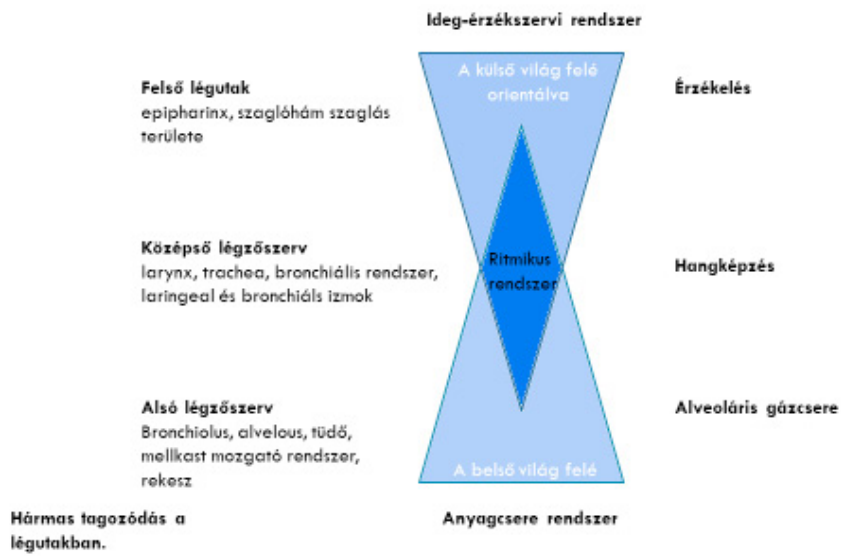 Ideg-érzékszervi rendszer
A külső világ felé
orientálva
Felső légutak
epipharinx, szaglóhám szaglás
területe
Érzékelés
Középső légzőszerv
larynx, trachea, bronchiális rendszer,
laringeal és bronchiáls izmok
Ritmikus
rendszer
Hangképzés
Alsó légzőszerv
Bronchiolus, alvelous, tüdő,
mellkast mozgató rendszer,
rekesz
Alveoláris gázcsere
A belső világ felé
Anyagcsere rendszer
Hármas tagozódás a
légutakban.